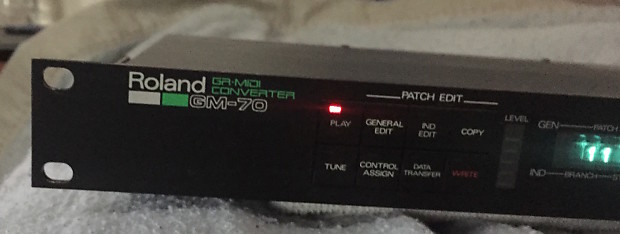 Roland GR-MIDI
CONVERTER
GM-70
PATCH EDIT
PLAY GENERAL EDIT IND EDIT COPY
TUNE CONTROL ASSIGN DATA TRANSFER WRITE
LEVEL
GEN PATCH
11
IND BRANCH